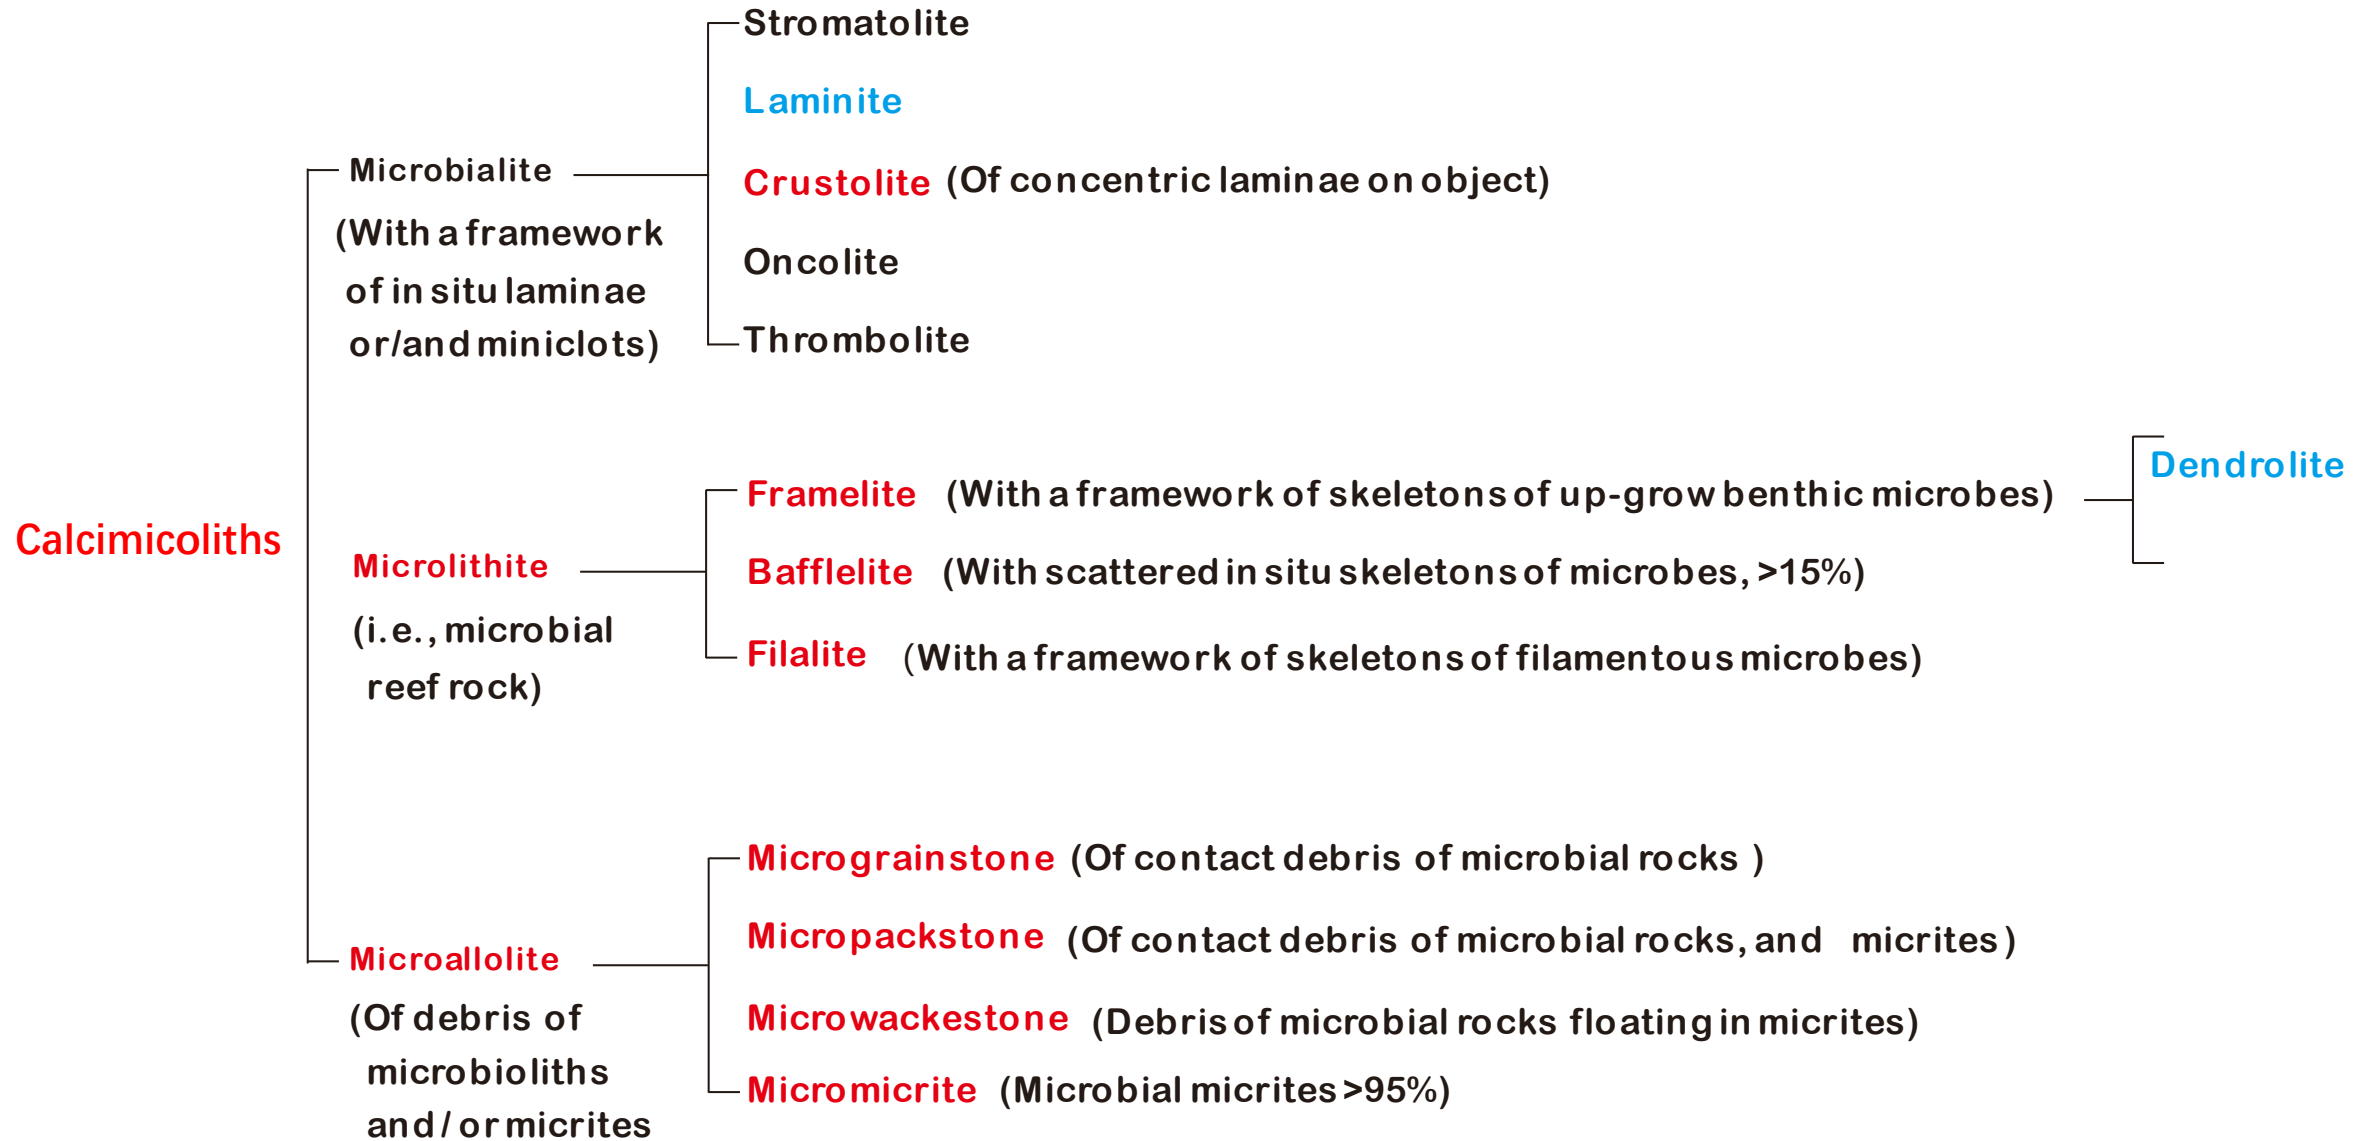 Stromatolite
Laminite
Microbialite
Crustolite (Of concentric laminae on object)
(With a framework
of in situ laminae
or/and miniclots)
Oncolite
Thrombolite
Calcimicoliths
Microlithite
(i.e., microbial
reef rock)
Framelite (With a framework of skeletons of up-grow benthic microbes)
Dendrolite
Bafflelite (With scattered in situ skeletons of microbes, >15%)
Filalite (With a framework of skeletons of filamentous microbes)
Microallolite
(Of debris of
microbioliths
and / or micrites
Micrograinstone (Of contact debris of microbial rocks )
Micropackstone (Of contact debris of microbial rocks, and micrites)
Microwackestone (Debris of microbial rocks floating in micrites)
Micromicrite (Microbial micrites >95%)